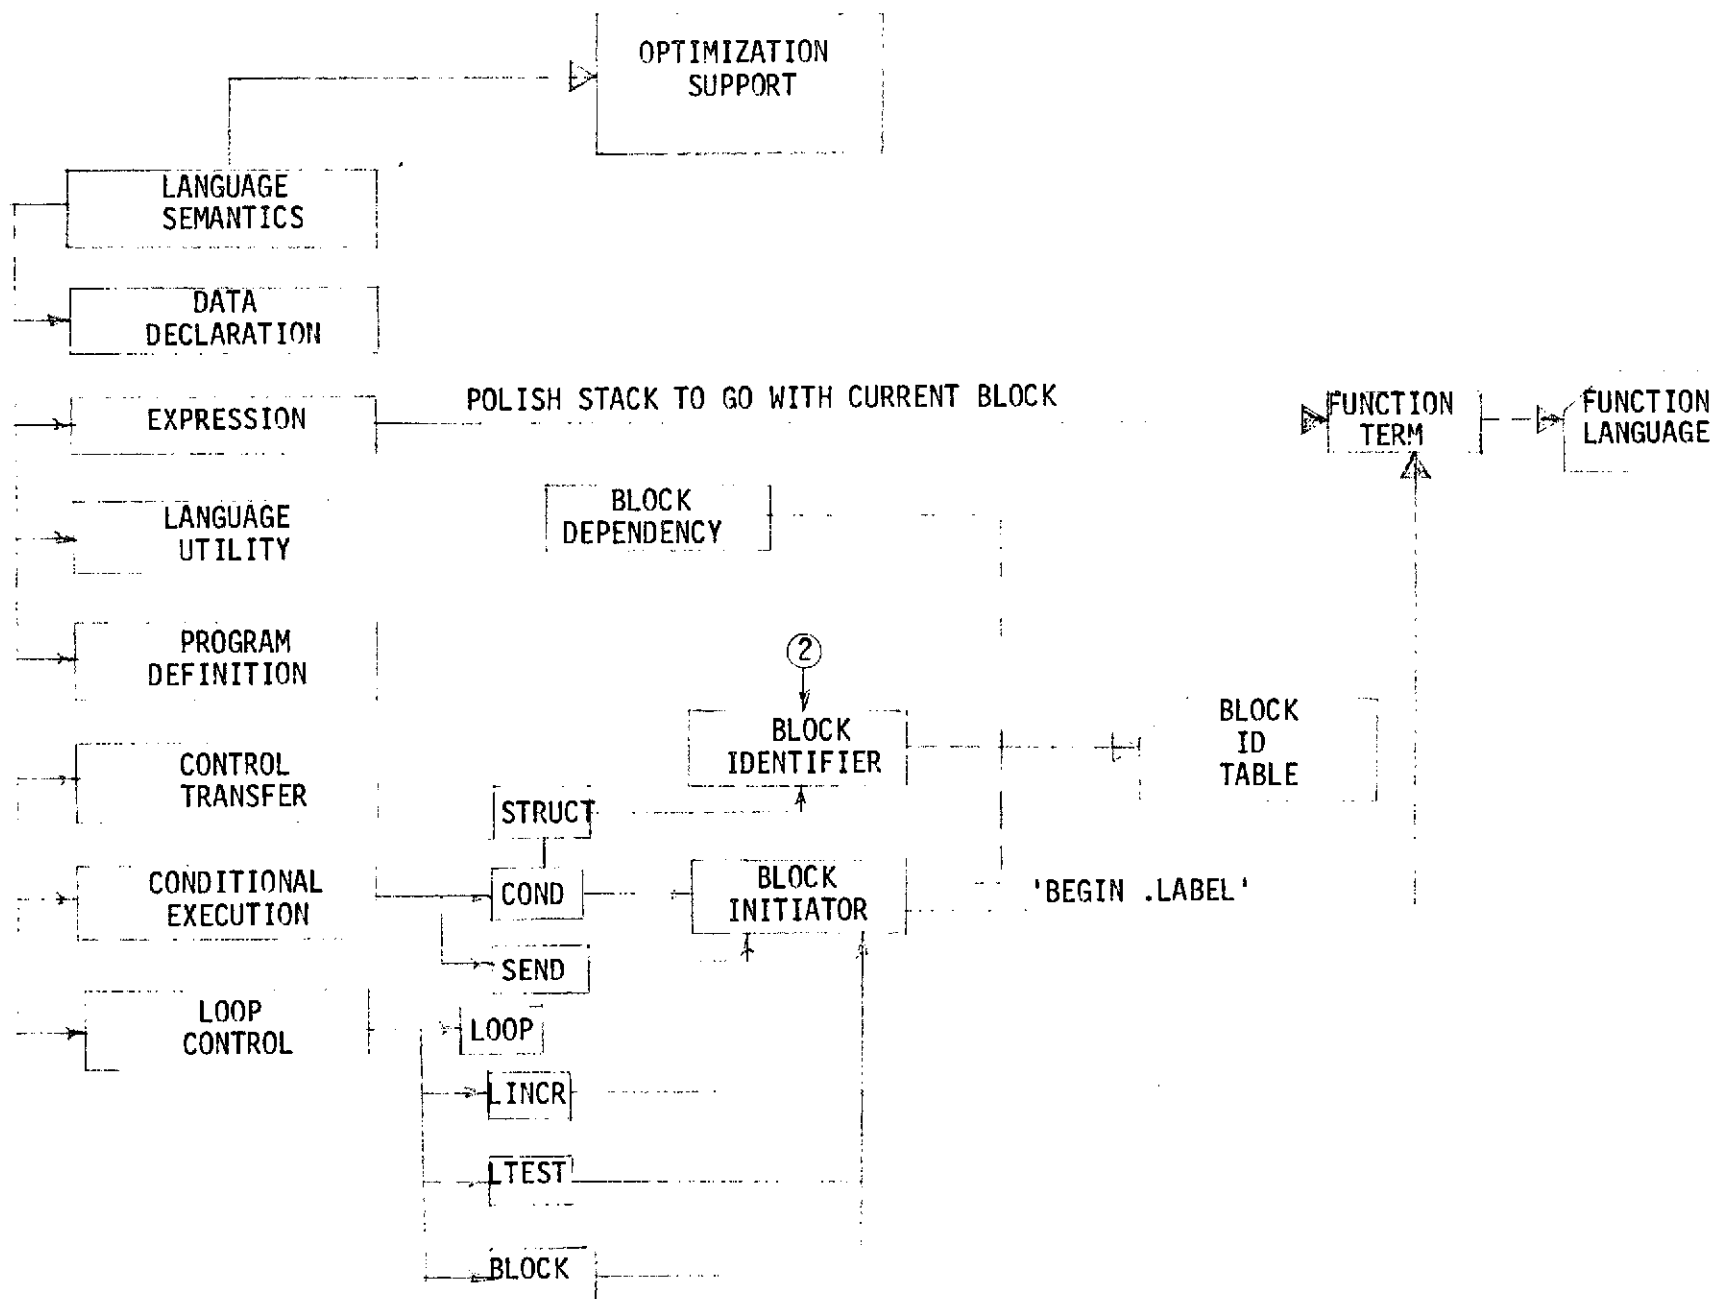 OPTIMIZATION
SUPPORT
LANGUAGE
SEMANTICS
DATA
DECLARATION
EXPRESSION
POLISH STACK TO GO WITH CURRENT BLOCK
FUNCTION
TERM
FUNCTION
LANGUAGE
LANGUAGE
UTILITY
BLOCK
DEPENDENCY
PROGRAM
DEFINITION
2
BLOCK
IDENTIFIER
BLOCK
ID
TABLE
CONTROL
TRANSFER
STRUCT
CONDITIONAL
EXECUTION
COND
BLOCK
INITIATOR
'BEGIN .LABEL'
SEND
LOOP
CONTROL
LOOP
LINCR
LTEST
BLOCK